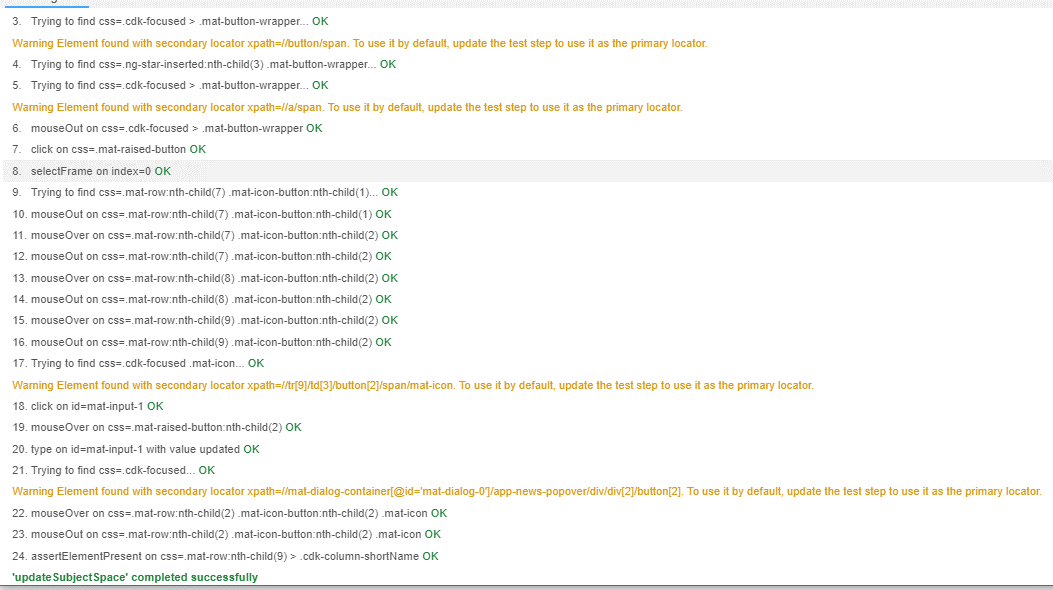 3. Trying to find css=.cdk-focused > .mat-button-wrapper... OK
Warning Element found with secondary locator xpath=//button/span. To use it by default, update the test step to use it as the primary locator.
4. Trying to find css=.ng-star-inserted:nth-child(3) .mat-button-wrapper... OK
5. Trying to find css=.cdk-focused > .mat-button-wrapper... OK
Warning Element found with secondary locator xpath=//a/span. To use it by default, update the test step to use it as the primary locator.
6. mouseOut on css=.cdk-focused > .mat-button-wrapper OK
7. click on css=.mat-raised-button OK
8. selectFrame on index=0 OK
9. Trying to find css=.mat-row:nth-child(7) .mat-icon-button:nth-child(1)... OK
10. mouseOut on css=.mat-row:nth-child(7) .mat-icon-button:nth-child(1) OK
11. mouseOver on css=.mat-row:nth-child(7) .mat-icon-button:nth-child(2) OK
12. mouseOut on css=.mat-row:nth-child(7) .mat-icon-button:nth-child(2) OK
13. mouseOver on css=.mat-row:nth-child(8) .mat-icon-button:nth-child(2) OK
14. mouseOut on css=.mat-row:nth-child(8) .mat-icon-button:nth-child(2) OK
15. mouseOver on css=.mat-row:nth-child(9) .mat-icon-button:nth-child(2) OK
16. mouseOut on css=.mat-row:nth-child(9) .mat-icon-button:nth-child(2) OK
17. Trying to find css=.cdk-focused .mat-icon... OK
Warning Element found with secondary locator xpath=//tr[9]/td[3]/button[2]/span/mat-icon. To use it by default, update the test step to use it as the primary locator.
18. click on id=mat-input-1 OK
19. mouseOver on css=.mat-raised-button:nth-child(2) OK
20. type on id=mat-input-1 with value updated OK
21. Trying to find css=.cdk-focused... OK
Warning Element found with secondary locator xpath=//mat-dialog-container[@id='mat-dialog-0']/app-news-popover/div/div[2]/button[2]. To use it by default, update the test step to use it as the primary locator.
22. mouseOver on css=.mat-row:nth-child(2) .mat-icon-button:nth-child(2) .mat-icon OK
23. mouseOut on css=.mat-row:nth-child(2) .mat-icon-button:nth-child(2) .mat-icon OK
24. assertElementPresent on css=.mat-row:nth-child(9) > .cdk-column-shortName OK
'updateSubjectSpace' completed successfully